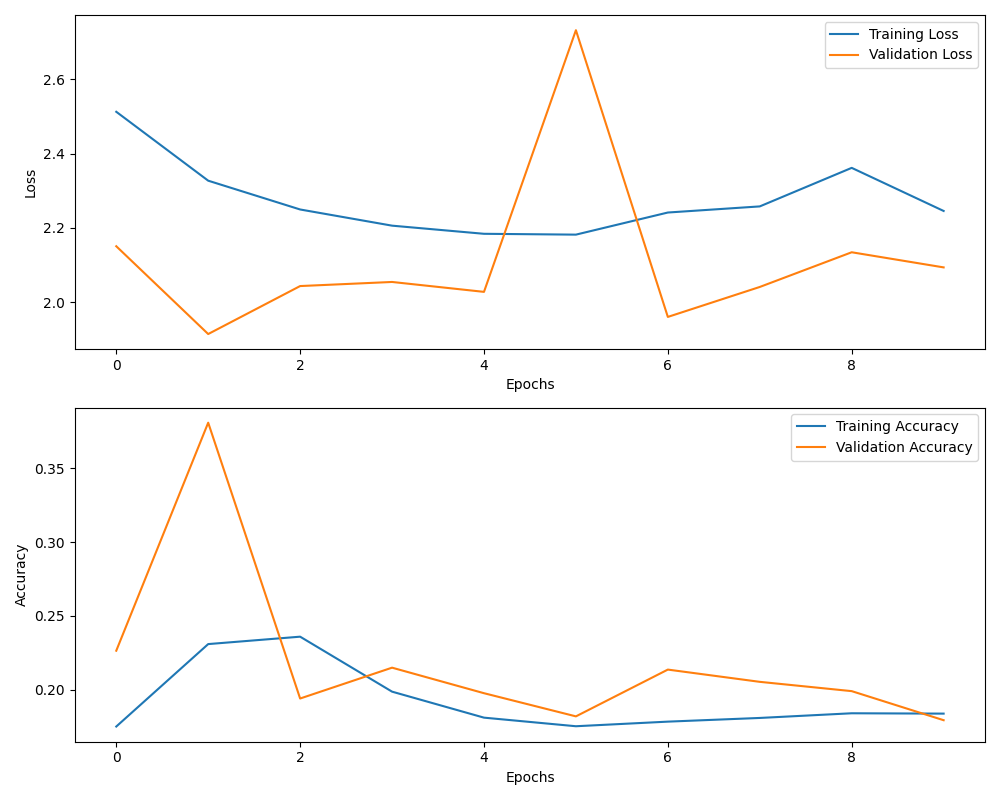 Training Loss
Validation Loss
2.6
2.4
2.2
2.0
Loss
0 2 4 6 8
Epochs
Training Accuracy
Validation Accuracy
0.35
0.30
0.25
0.20
Accuracy
0 2 4 6 8
Epochs